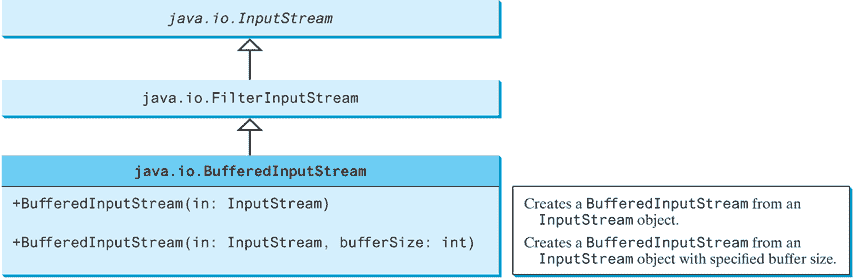 java.io.InputStream
java.io.FilterInputStream
java.io.BufferedInputStream
+BufferedInputStream(in: InputStream)
+BufferedInputStream(in: InputStream, bufferSize: int)
Creates a BufferedInputStream from an
InputStream object.
Creates a BufferedInputStream from an
InputStream object with specified buffer size.